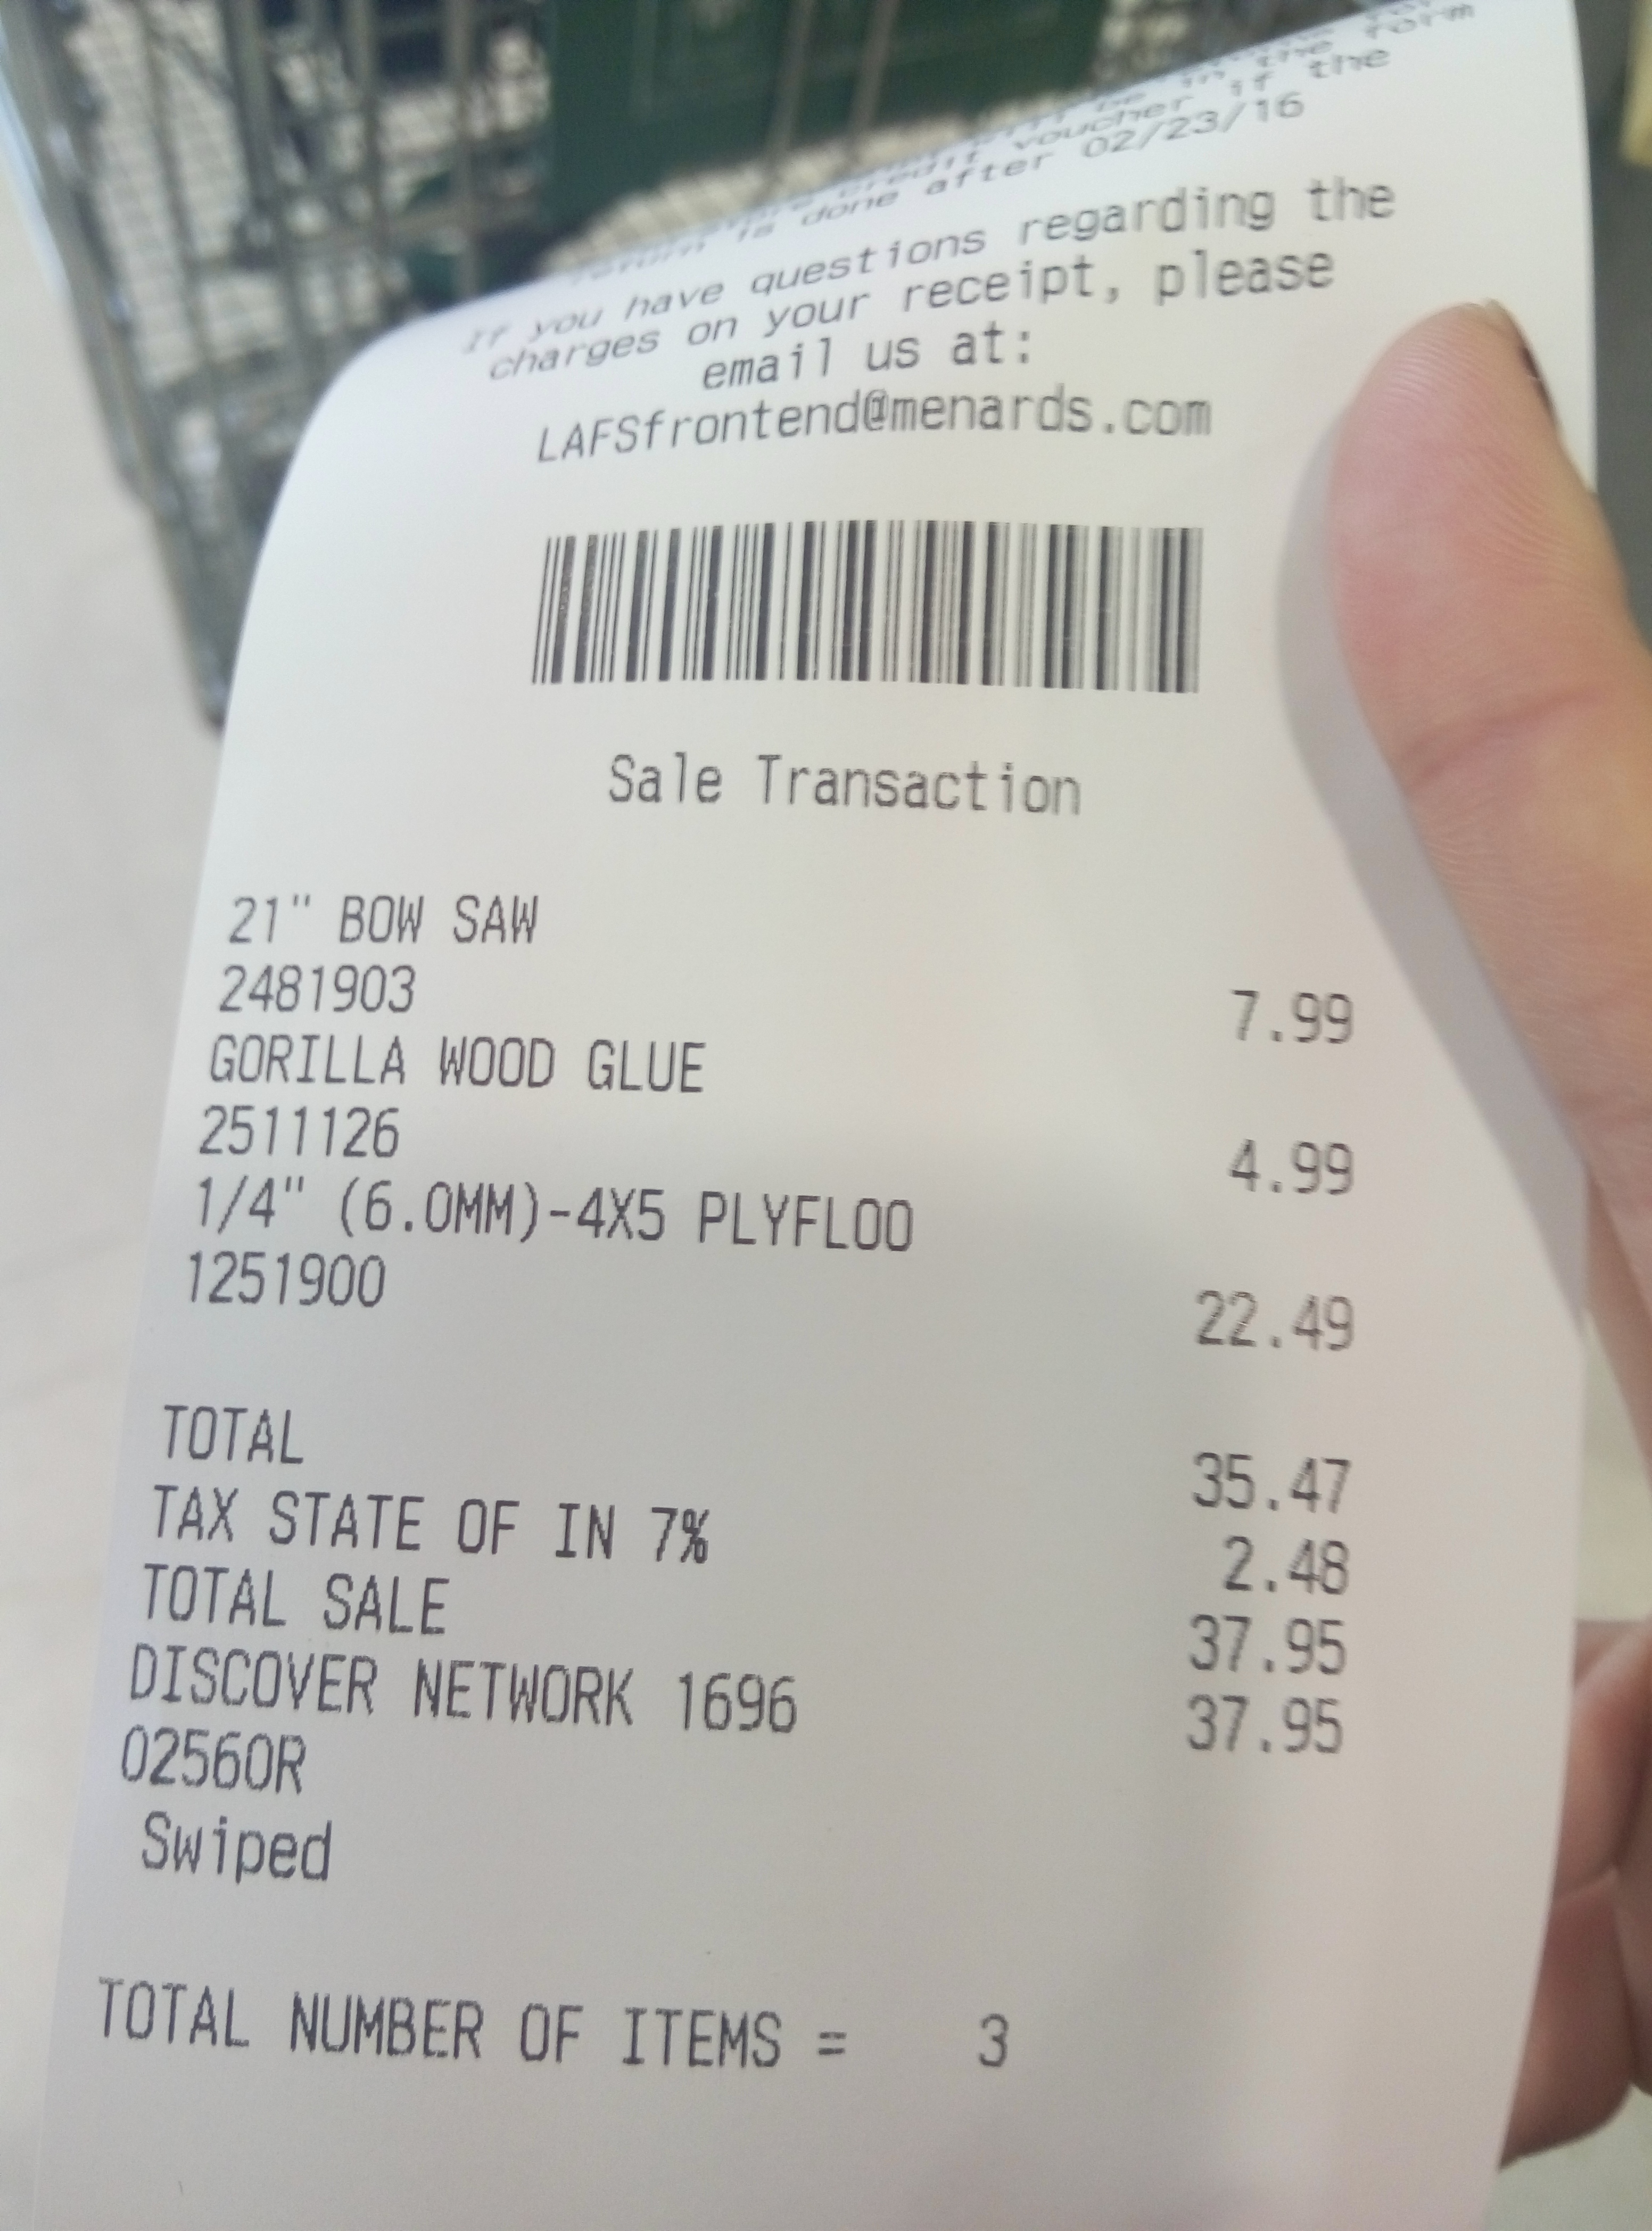 the form
credit voucher if the
return is done after 02/23/16
If you have questions regarding the
charges on your receipt, please
email us at:
LAFSfrontend@menards.com
Sale Transaction
21" BOW SAW
2481903 7.99
GORILLA WOOD GLUE
2511126 4.99
1/4" (6.0MM)-4X5 PLYFLOO
1251900 22.49
TOTAL 35.47
TAX STATE OF IN 7% 2.48
TOTAL SALE 37.95
DISCOVER NETWORK 1696 37.95
02560R
Swiped
TOTAL NUMBER OF ITEMS = 3